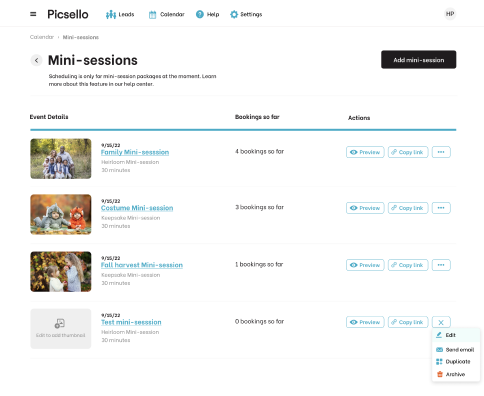 Picsello
Leads
Calendar
Help
Settings
HP
Calendar > Mini-sessions
Mini-sessions
Add mini-session
Scheduling is only for mini-session packages at the moment. Learn
more about this feature in our help center.
Event Details
Bookings so far
Actions
9/15/22
Family Mini-sesssion
Heirloom Mini-session
30 minutes
4 bookings so far
Preview
Copy link
9/15/22
Costume Mini-session
Keepsake Mini-session
30 minutes
3 bookings so far
Preview
Copy link
9/15/22
Fall harvest Mini-session
Keepsake Mini-session
30 minutes
1 bookings so far
Preview
Copy link
Edit to add thumbnail
9/15/22
Test mini-sesssion
Heirloom Mini-session
30 minutes
0 bookings so far
Preview
Copy link
Edit
Send email
Duplicate
Archive